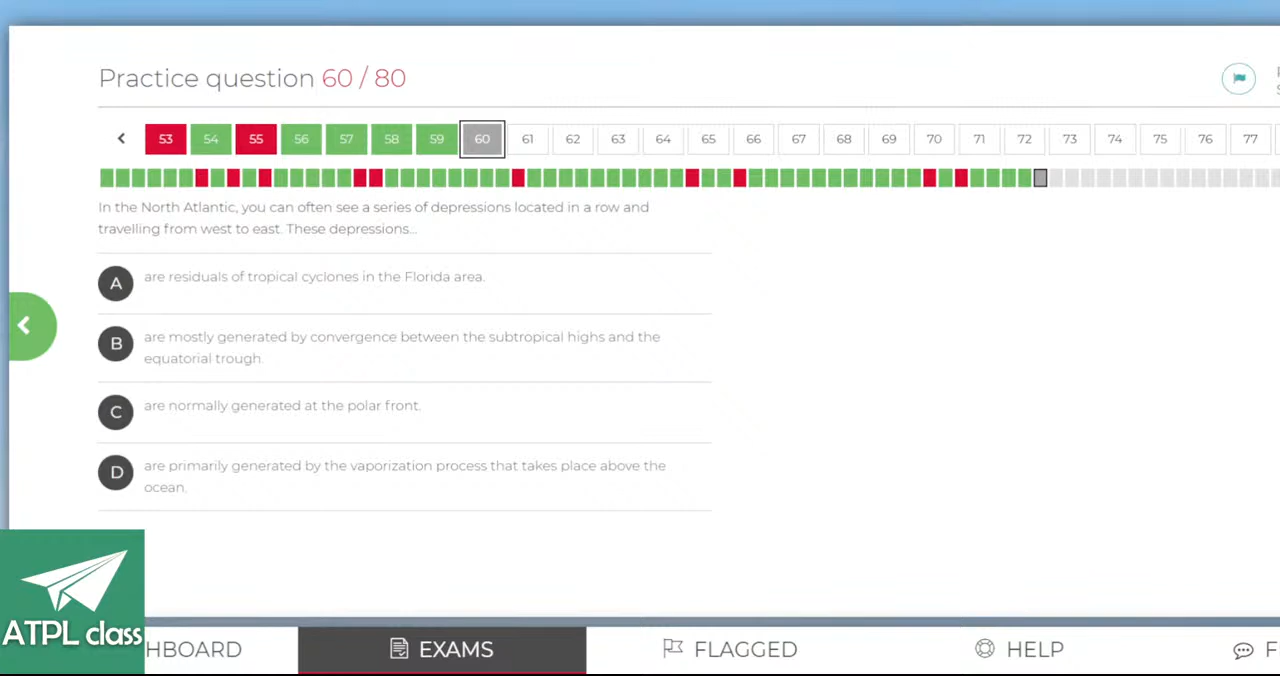 Practice question 60 / 80
53 54 55 56 57 58 59 60 61 62 63 64 65 66 67 68 69 70 71 72 73 74 75 76 77
In the North Atlantic, you can often see a series of depressions located in a row and
travelling from west to east. These depressions...
A are residuals of tropical cyclones in the Florida area.
B are mostly generated by convergence between the subtropical highs and the
equatorial trough.
C are normally generated at the polar front.
D are primarily generated by the vaporization process that takes place above the
ocean.
ATPL class
HBOARD EXAMS FLAGGED HELP F